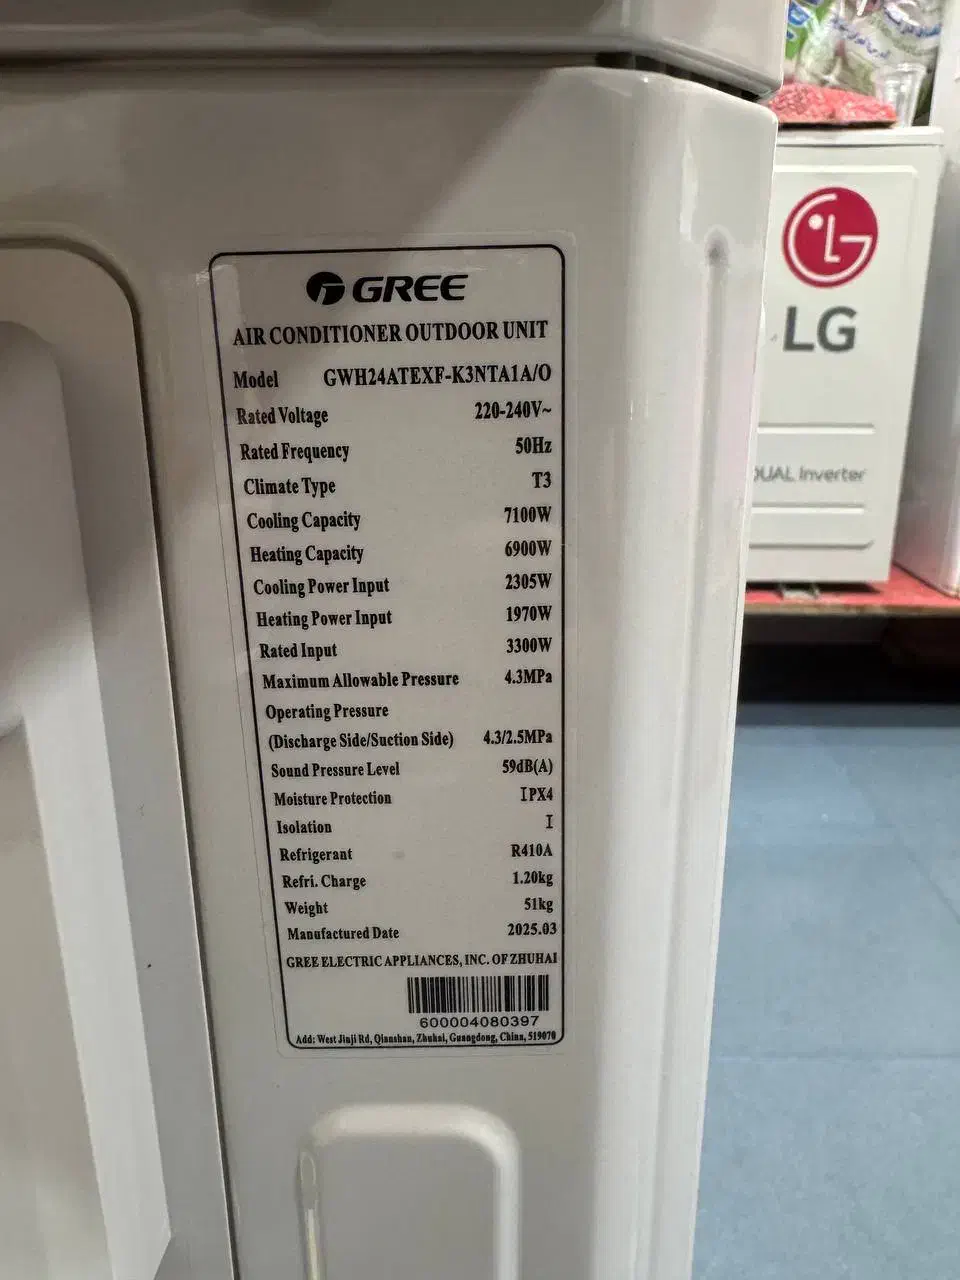 GREE
AIR CONDITIONER OUTDOOR UNIT
Model GWH24ATEXF-K3NTA1A/O
Rated Voltage 220-240V~
Rated Frequency 50Hz
Climate Type T3
Cooling Capacity 7100W
Heating Capacity 6900W
Cooling Power Input 2305W
Heating Power Input 1970W
Rated Input 3300W
Maximum Allowable Pressure 4.3MPa
Operating Pressure
(Discharge Side/Suction Side) 4.3/2.5MPa
Sound Pressure Level 59dB(A)
Moisture Protection IPX4
Isolation I
Refrigerant R410A
Refri. Charge 1.20kg
Weight 51kg
Manufactured Date 2025.03
GREE ELECTRIC APPLIANCES, INC. OF ZHUHAI
600004080397
Add: West Jinji Rd, Qianshan, Zhuhai, Guangdong, China, 519070
LG
LG
DUAL Inverter